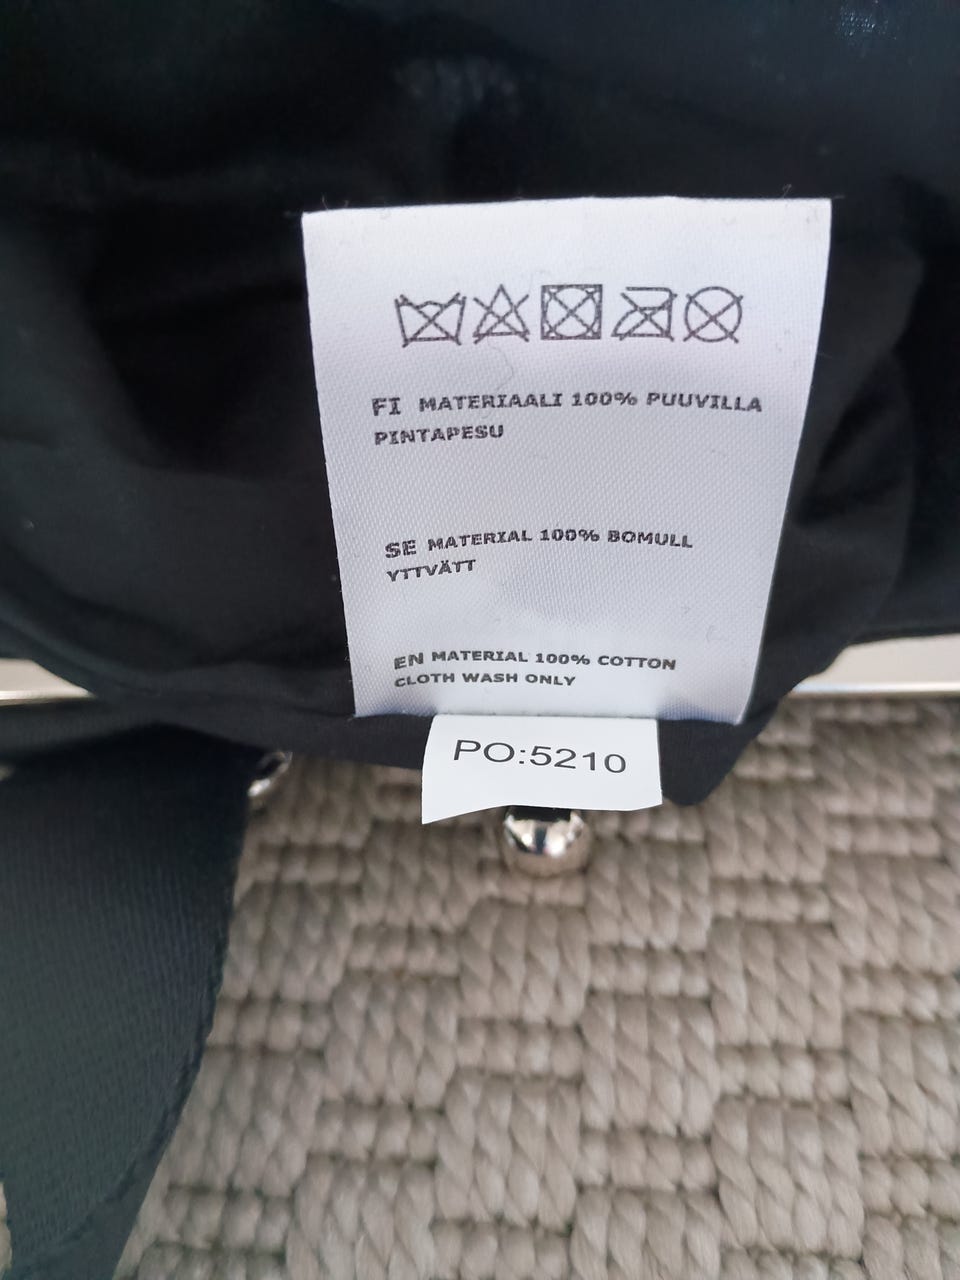 FI MATERIAALI 100% PUUVILLA
PINTAPESU
SE MATERIAL 100% BOMULL
YTTVÄTT
EN MATERIAL 100% COTTON
CLOTH WASH ONLY
PO:5210